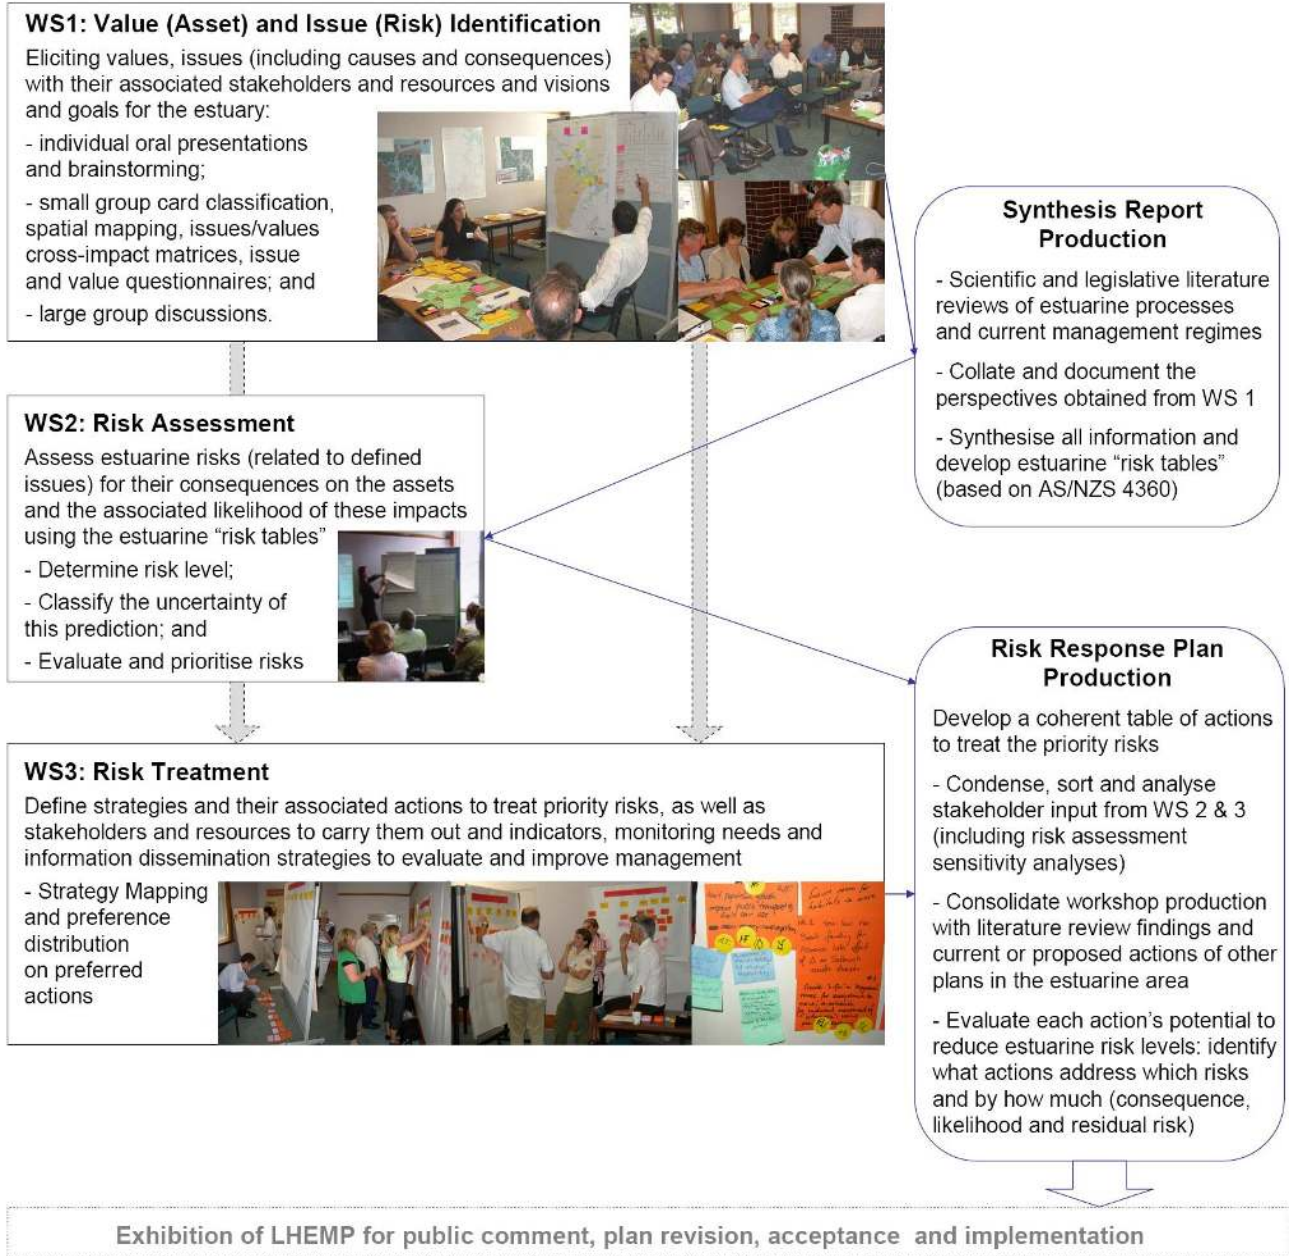 WS1: Value (Asset) and Issue (Risk) Identification
Eliciting values, issues (including causes and consequences)
with their associated stakeholders and resources and visions
and goals for the estuary:
- individual oral presentations
and brainstorming;
- small group card classification,
spatial mapping, issues/values
cross-impact matrices, issue
and value questionnaires; and
- large group discussions.
Synthesis Report
Production
- Scientific and legislative literature
reviews of estuarine processes
and current management regimes
- Collate and document the
perspectives obtained from WS 1
- Synthesise all information and
develop estuarine “risk tables”
(based on AS/NZS 4360)
WS2: Risk Assessment
Assess estuarine risks (related to defined
issues) for their consequences on the assets
and the associated likelihood of these impacts
using the estuarine “risk tables”
- Determine risk level;
- Classify the uncertainty of
this prediction; and
- Evaluate and prioritise risks
WS3: Risk Treatment
Define strategies and their associated actions to treat priority risks, as well as
stakeholders and resources to carry them out and indicators, monitoring needs and
information dissemination strategies to evaluate and improve management
- Strategy Mapping
and preference
distribution
on preferred
actions
Risk Response Plan
Production
Develop a coherent table of actions
to treat the priority risks
- Condense, sort and analyse
stakeholder input from WS 2 & 3
(including risk assessment
sensitivity analyses)
- Consolidate workshop production
with literature review findings and
current or proposed actions of other
plans in the estuarine area
- Evaluate each action’s potential to
reduce estuarine risk levels: identify
what actions address which risks
and by how much (consequence,
likelihood and residual risk)
Exhibition of LHEMP for public comment, plan revision, acceptance and implementation